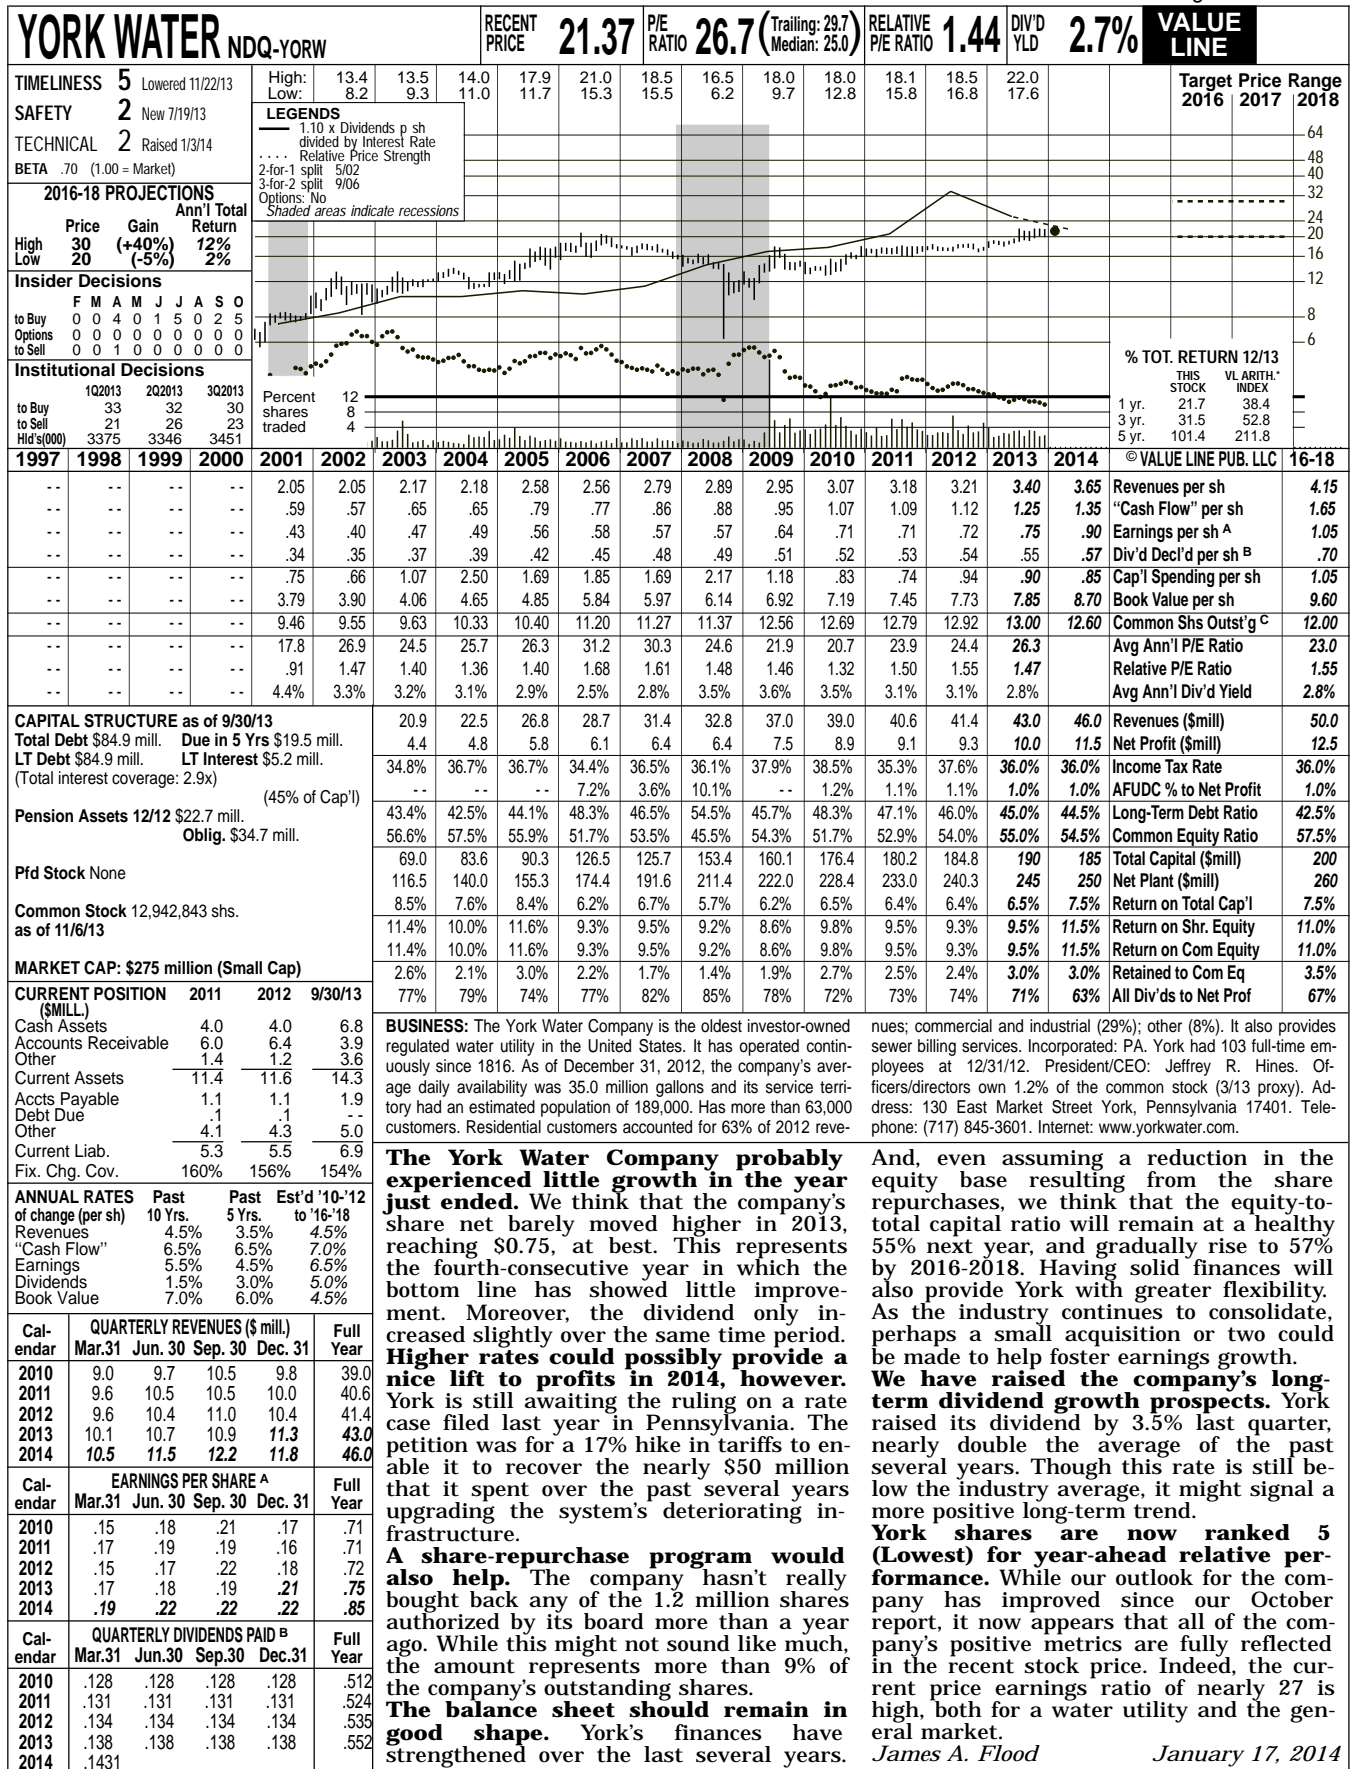 YORK WATER NDQ-YORW
RECENT PRICE 21.37 P/E RATIO 26.7 (Trailing: 29.7 Median: 25.0) RELATIVE P/E RATIO 1.44 DIV'D YLD 2.7% VALUE LINE
TIMELINESS 5 Lowered 11/22/13
SAFETY 2 New 7/19/13
TECHNICAL 2 Raised 1/3/14
BETA .70 (1.00 = Market)
2016-18 PROJECTIONS
Ann'l Total
Price Gain Return
High 30 (+40%) 12%
Low 20 (-5%) 2%
Insider Decisions
F M A M J J A S O
to Buy 0 0 4 0 1 5 0 2 5
Options 0 0 0 0 0 0 0 0 0
to Sell 0 0 1 0 0 0 0 0 0
Institutional Decisions
1Q2013 2Q2013 3Q2013
to Buy 33 32 30
to Sell 21 26 23
Hld's(000) 3375 3346 3451
High: 13.4 13.5 14.0 17.9 21.0 18.5 16.5 18.0 18.0 18.1 18.5 22.0
Low: 8.2 9.3 11.0 11.7 15.3 15.5 6.2 9.7 12.8 15.8 16.8 17.6
LEGENDS
1.10 x Dividends p sh
divided by Interest Rate
. . . . Relative Price Strength
2-for-1 split 5/02
3-for-2 split 9/06
Options: No
Shaded areas indicate recessions
Target Price Range
2016 2017 2018
64
48
40
32
24
20
16
12
8
6
Percent 12
shares 8
traded 4
% TOT. RETURN 12/13
THIS VL ARITH.*
STOCK INDEX
1 yr. 21.7 38.4
3 yr. 31.5 52.8
5 yr. 101.4 211.8
1997 1998 1999 2000 2001 2002 2003 2004 2005 2006 2007 2008 2009 2010 2011 2012 2013 2014 © VALUE LINE PUB. LLC 16-18
- - - - - - - - 2.05 2.05 2.17 2.18 2.58 2.56 2.79 2.89 2.95 3.07 3.18 3.21 3.40 3.65 Revenues per sh 4.15
- - - - - - - - .59 .57 .65 .65 .79 .77 .86 .88 .95 1.07 1.09 1.12 1.25 1.35 "Cash Flow" per sh 1.65
- - - - - - - - .43 .40 .47 .49 .56 .58 .57 .57 .64 .71 .71 .72 .75 .90 Earnings per sh A 1.05
- - - - - - - - .34 .35 .37 .39 .42 .45 .48 .49 .51 .52 .53 .54 .55 .57 Div'd Decl'd per sh B .70
- - - - - - - - .75 .66 1.07 2.50 1.69 1.85 1.69 2.17 1.18 .83 .74 .94 .90 .85 Cap'l Spending per sh 1.05
- - - - - - - - 3.79 3.90 4.06 4.65 4.85 5.84 5.97 6.14 6.92 7.19 7.45 7.73 7.85 8.70 Book Value per sh 9.60
- - - - - - - - 9.46 9.55 9.63 10.33 10.40 11.20 11.27 11.37 12.56 12.69 12.79 12.92 13.00 12.60 Common Shs Outst'g C 12.00
- - - - - - - - 17.8 26.9 24.5 25.7 26.3 31.2 30.3 24.6 21.9 20.7 23.9 24.4 26.3 Avg Ann'l P/E Ratio 23.0
- - - - - - - - .91 1.47 1.40 1.36 1.40 1.68 1.61 1.48 1.46 1.32 1.50 1.55 1.47 Relative P/E Ratio 1.55
- - - - - - - - 4.4% 3.3% 3.2% 3.1% 2.9% 2.5% 2.8% 3.5% 3.6% 3.5% 3.1% 3.1% 2.8% Avg Ann'l Div'd Yield 2.8%
CAPITAL STRUCTURE as of 9/30/13
Total Debt $84.9 mill. Due in 5 Yrs $19.5 mill.
LT Debt $84.9 mill. LT Interest $5.2 mill.
(Total interest coverage: 2.9x)
(45% of Cap'l)
Pension Assets 12/12 $22.7 mill.
Oblig. $34.7 mill.
Pfd Stock None
Common Stock 12,942,843 shs.
as of 11/6/13
MARKET CAP: $275 million (Small Cap)
20.9 22.5 26.8 28.7 31.4 32.8 37.0 39.0 40.6 41.4 43.0 46.0 Revenues ($mill) 50.0
4.4 4.8 5.8 6.1 6.4 6.4 7.5 8.9 9.1 9.3 10.0 11.5 Net Profit ($mill) 12.5
34.8% 36.7% 36.7% 34.4% 36.5% 36.1% 37.9% 38.5% 35.3% 37.6% 36.0% 36.0% Income Tax Rate 36.0%
- - - - - - 7.2% 3.6% 10.1% - - 1.2% 1.1% 1.1% 1.0% 1.0% AFUDC % to Net Profit 1.0%
43.4% 42.5% 44.1% 48.3% 46.5% 54.5% 45.7% 48.3% 47.1% 46.0% 45.0% 44.5% Long-Term Debt Ratio 42.5%
56.6% 57.5% 55.9% 51.7% 53.5% 45.5% 54.3% 51.7% 52.9% 54.0% 55.0% 54.5% Common Equity Ratio 57.5%
69.0 83.6 90.3 126.5 125.7 153.4 160.1 176.4 180.2 184.8 190 185 Total Capital ($mill) 200
116.5 140.0 155.3 174.4 191.6 211.4 222.0 228.4 233.0 240.3 245 250 Net Plant ($mill) 260
8.5% 7.6% 8.4% 6.2% 6.7% 5.7% 6.2% 6.5% 6.4% 6.4% 6.5% 7.5% Return on Total Cap'l 7.5%
11.4% 10.0% 11.6% 9.3% 9.5% 9.2% 8.6% 9.8% 9.5% 9.3% 9.5% 11.5% Return on Shr. Equity 11.0%
11.4% 10.0% 11.6% 9.3% 9.5% 9.2% 8.6% 9.8% 9.5% 9.3% 9.5% 11.5% Return on Com Equity 11.0%
2.6% 2.1% 3.0% 2.2% 1.7% 1.4% 1.9% 2.7% 2.5% 2.4% 3.0% 3.0% Retained to Com Eq 3.5%
77% 79% 74% 77% 82% 85% 78% 72% 73% 74% 71% 63% All Div'ds to Net Prof 67%
CURRENT POSITION 2011 2012 9/30/13
($MILL.)
Cash Assets 4.0 4.0 6.8
Accounts Receivable 6.0 6.4 3.9
Other 1.4 1.2 3.6
Current Assets 11.4 11.6 14.3
Accts Payable 1.1 1.1 1.9
Debt Due .1 .1 - -
Other 4.1 4.3 5.0
Current Liab. 5.3 5.5 6.9
Fix. Chg. Cov. 160% 156% 154%
ANNUAL RATES Past Past Est'd '10-'12
of change (per sh) 10 Yrs. 5 Yrs. to '16-'18
Revenues 4.5% 3.5% 4.5%
"Cash Flow" 6.5% 6.5% 7.0%
Earnings 5.5% 4.5% 6.5%
Dividends 1.5% 3.0% 5.0%
Book Value 7.0% 6.0% 4.5%
Cal- QUARTERLY REVENUES ($ mill.) Full
endar Mar.31 Jun. 30 Sep. 30 Dec. 31 Year
2010 9.0 9.7 10.5 9.8 39.0
2011 9.6 10.5 10.5 10.0 40.6
2012 9.6 10.4 11.0 10.4 41.4
2013 10.1 10.7 10.9 11.3 43.0
2014 10.5 11.5 12.2 11.8 46.0
Cal- EARNINGS PER SHARE A Full
endar Mar.31 Jun. 30 Sep. 30 Dec. 31 Year
2010 .15 .18 .21 .17 .71
2011 .17 .19 .19 .16 .71
2012 .15 .17 .22 .18 .72
2013 .17 .18 .19 .21 .75
2014 .19 .22 .22 .22 .85
Cal- QUARTERLY DIVIDENDS PAID B Full
endar Mar.31 Jun.30 Sep.30 Dec.31 Year
2010 .128 .128 .128 .128 .512
2011 .131 .131 .131 .131 .524
2012 .134 .134 .134 .134 .535
2013 .138 .138 .138 .138 .552
2014 .1431
BUSINESS: The York Water Company is the oldest investor-owned
regulated water utility in the United States. It has operated contin-
uously since 1816. As of December 31, 2012, the company's aver-
age daily availability was 35.0 million gallons and its service terri-
tory had an estimated population of 189,000. Has more than 63,000
customers. Residential customers accounted for 63% of 2012 reve-
nues; commercial and industrial (29%); other (8%). It also provides
sewer billing services. Incorporated: PA. York had 103 full-time em-
ployees at 12/31/12. President/CEO: Jeffrey R. Hines. Of-
ficers/directors own 1.2% of the common stock (3/13 proxy). Ad-
dress: 130 East Market Street York, Pennsylvania 17401. Tele-
phone: (717) 845-3601. Internet: www.yorkwater.com.
The York Water Company probably
experienced little growth in the year
just ended. We think that the company's
share net barely moved higher in 2013,
reaching $0.75, at best. This represents
the fourth-consecutive year in which the
bottom line has showed little improve-
ment. Moreover, the dividend only in-
creased slightly over the same time period.
Higher rates could possibly provide a
nice lift to profits in 2014, however.
York is still awaiting the ruling on a rate
case filed last year in Pennsylvania. The
petition was for a 17% hike in tariffs to en-
able it to recover the nearly $50 million
that it spent over the past several years
upgrading the system's deteriorating in-
frastructure.
A share-repurchase program would
also help. The company hasn't really
bought back any of the 1.2 million shares
authorized by its board more than a year
ago. While this might not sound like much,
the amount represents more than 9% of
the company's outstanding shares.
The balance sheet should remain in
good shape. York's finances have
strengthened over the last several years.
And, even assuming a reduction in the
equity base resulting from the share
repurchases, we think that the equity-to-
total capital ratio will remain at a healthy
55% next year, and gradually rise to 57%
by 2016-2018. Having solid finances will
also provide York with greater flexibility.
As the industry continues to consolidate,
perhaps a small acquisition or two could
be made to help foster earnings growth.
We have raised the company's long-
term dividend growth prospects. York
raised its dividend by 3.5% last quarter,
nearly double the average of the past
several years. Though this rate is still be-
low the industry average, it might signal a
more positive long-term trend.
York shares are now ranked 5
(Lowest) for year-ahead relative per-
formance. While our outlook for the com-
pany has improved since our October
report, it now appears that all of the com-
pany's positive metrics are fully reflected
in the recent stock price. Indeed, the cur-
rent price earnings ratio of nearly 27 is
high, both for a water utility and the gen-
eral market.
James A. Flood January 17, 2014